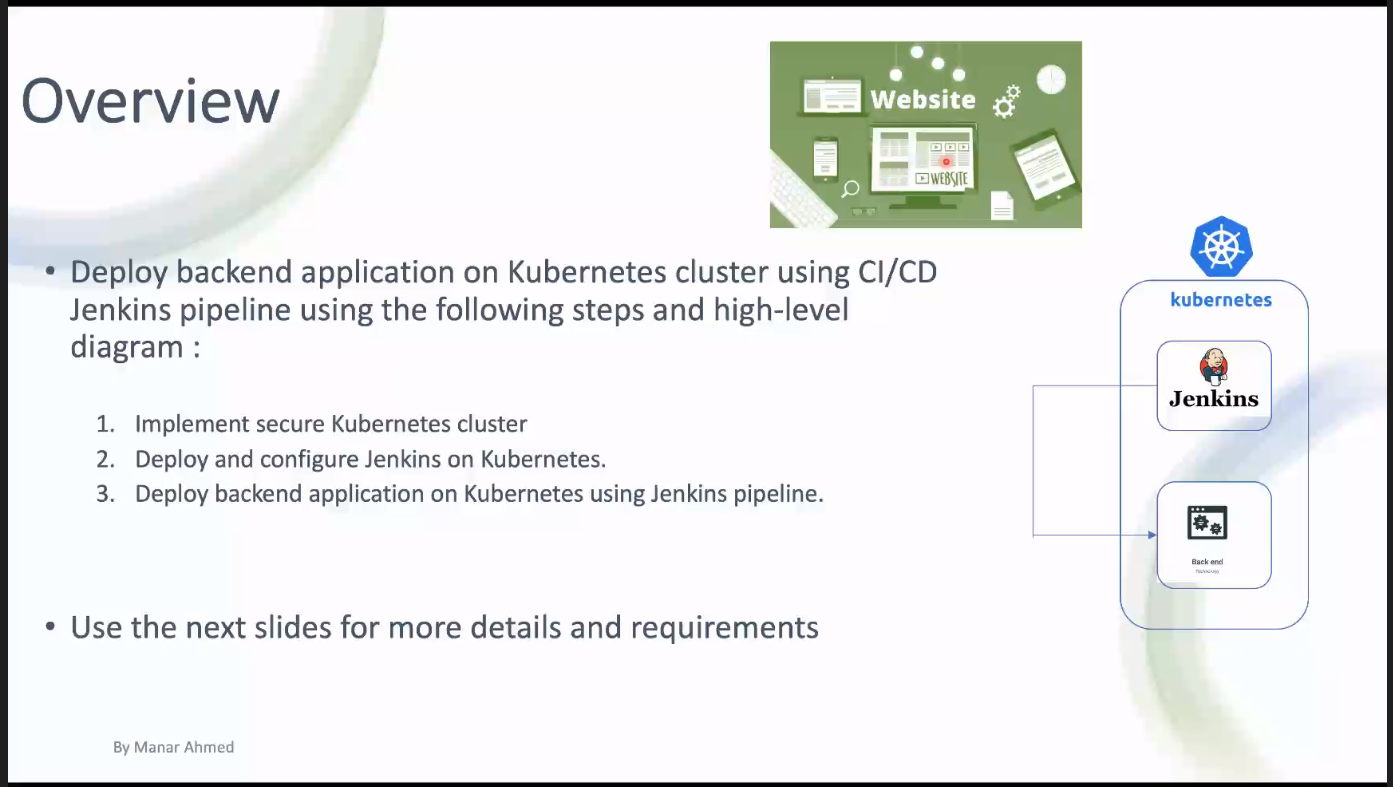 Overview
Website
WEBSITE
• Deploy backend application on Kubernetes cluster using CI/CD
Jenkins pipeline using the following steps and high-level
diagram :
1. Implement secure Kubernetes cluster
2. Deploy and configure Jenkins on Kubernetes.
3. Deploy backend application on Kubernetes using Jenkins pipeline.
• Use the next slides for more details and requirements
kubernetes
Jenkins
Back end
By Manar Ahmed